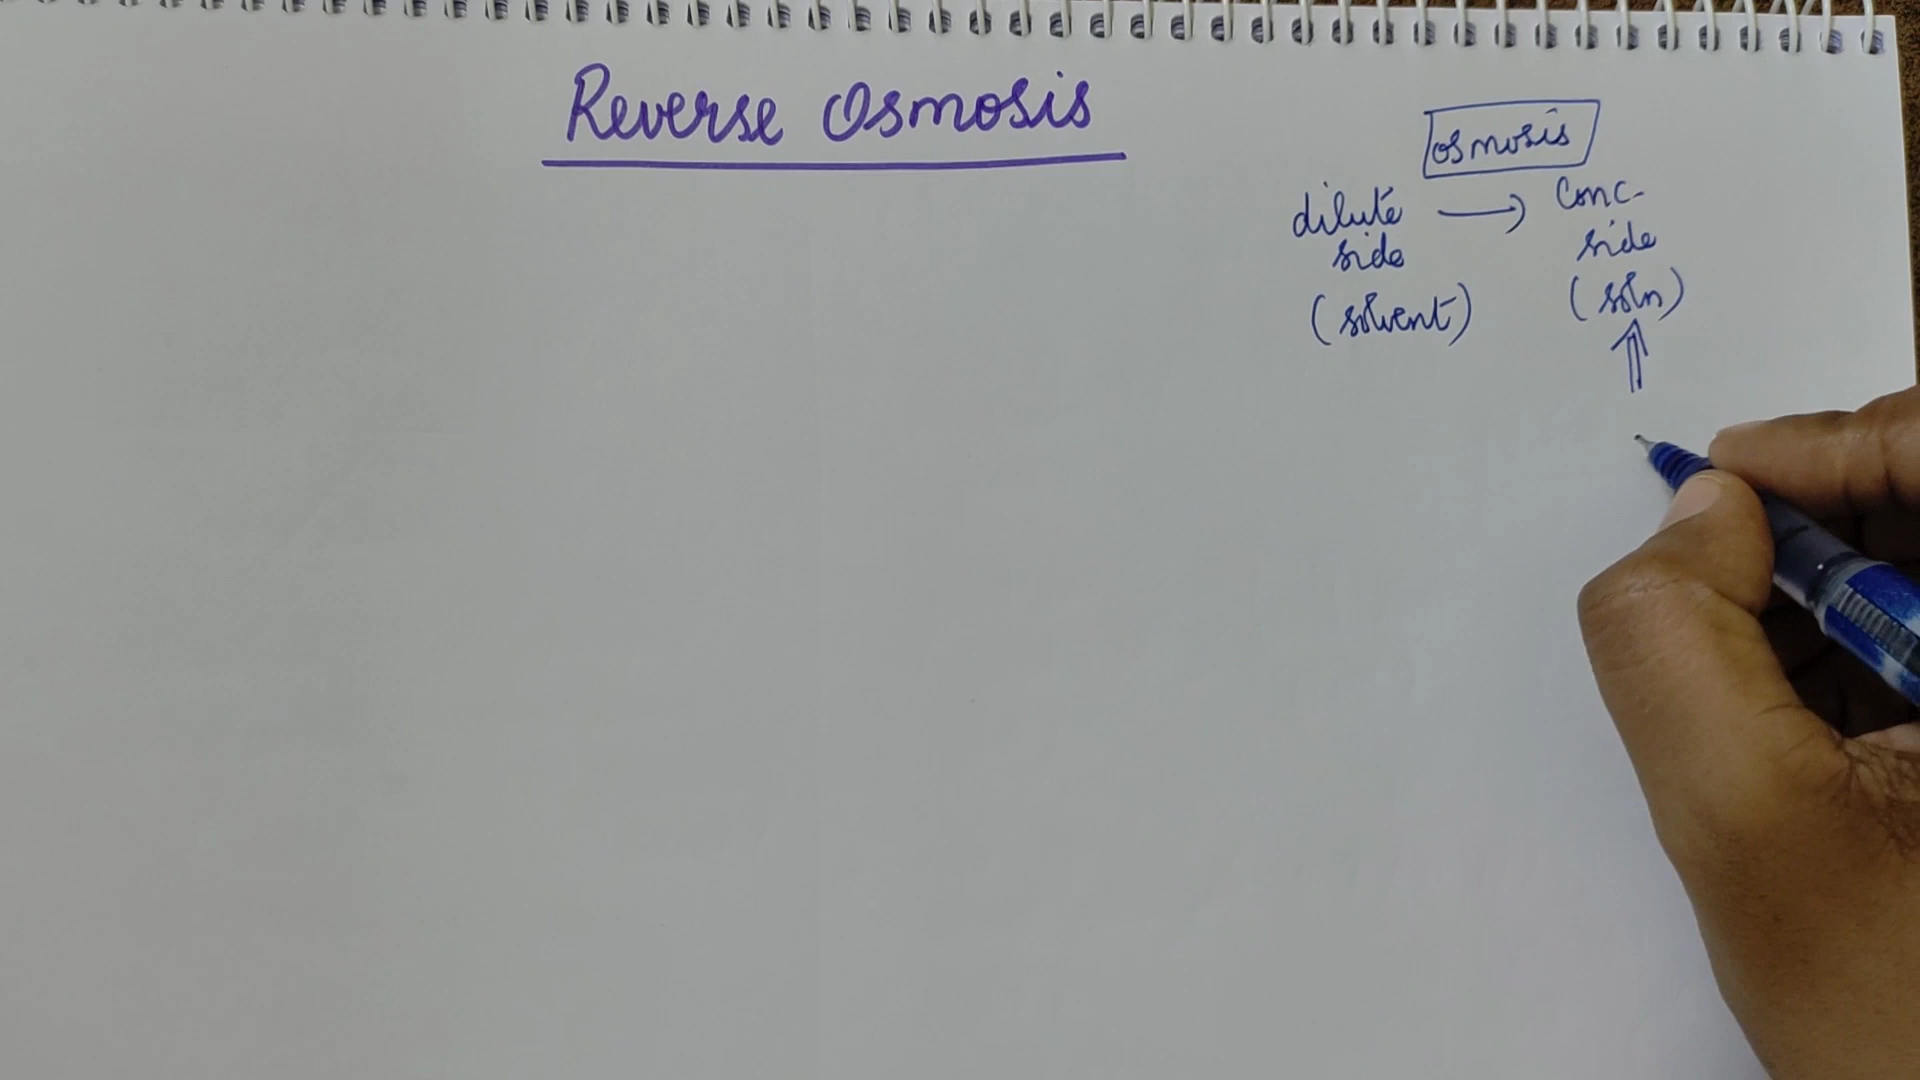 Reverse Osmosis
osmosis
dilute → Conc.
side side
(solvent) (soln)
⇑